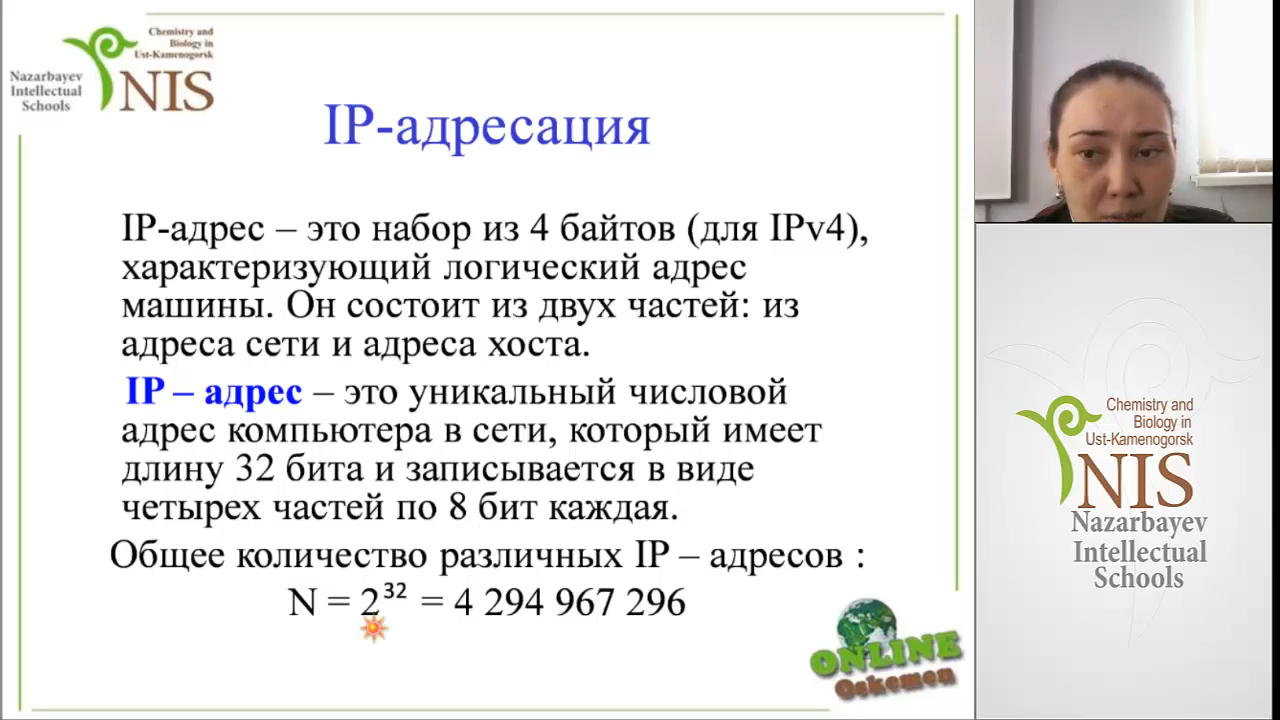 Chemistry and
Biology in
Ust-Kamenogorsk
Nazarbayev
Intellectual
Schools
NIS
IP-адресация
IP-адрес – это набор из 4 байтов (для IPv4),
характеризующий логический адрес
машины. Он состоит из двух частей: из
адреса сети и адреса хоста.
IP – адрес – это уникальный числовой
адрес компьютера в сети, который имеет
длину 32 бита и записывается в виде
четырех частей по 8 бит каждая.
Общее количество различных IP – адресов :
N = 2³² = 4 294 967 296
ONLINE
Oskemen
Chemistry and
Biology in
Ust-Kamenogorsk
NIS
Nazarbayev
Intellectual
Schools